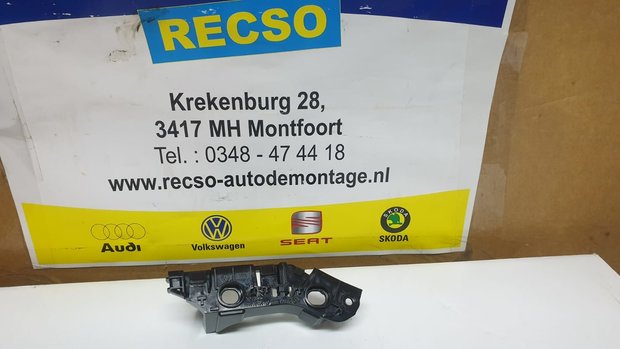 RECSO
Krekenburg 28,
3417 MH Montfoort
Tel. : 0348 - 47 44 18
www.recso-autodemontage.nl
Audi
Volkswagen
SEAT
SKODA